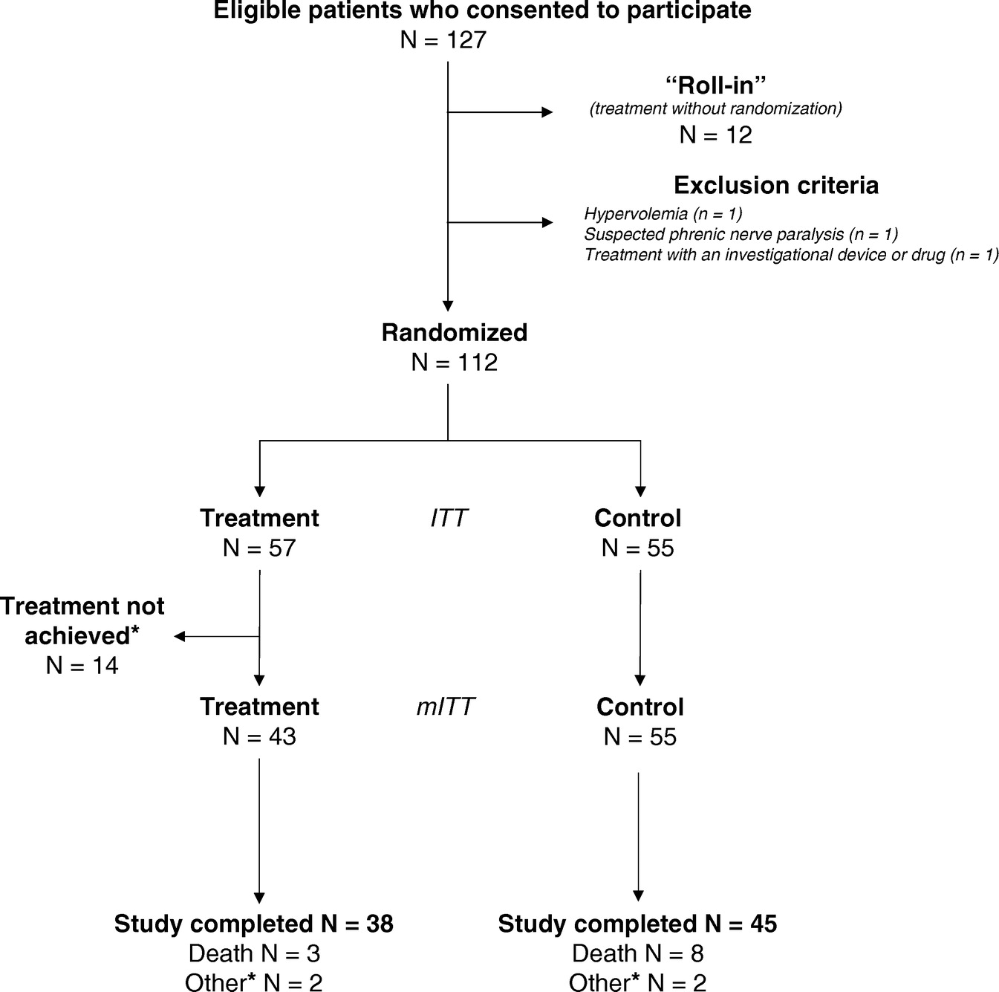 Eligible patients who consented to participate
N = 127
“Roll-in”
(treatment without randomization)
N = 12
Exclusion criteria
Hypervolemia (n = 1)
Suspected phrenic nerve paralysis (n = 1)
Treatment with an investigational device or drug (n = 1)
Randomized
N = 112
Treatment
N = 57
ITT
Control
N = 55
Treatment not
achieved*
N = 14
Treatment
N = 43
mITT
Control
N = 55
Study completed N = 38
Death N = 3
Other* N = 2
Study completed N = 45
Death N = 8
Other* N = 2